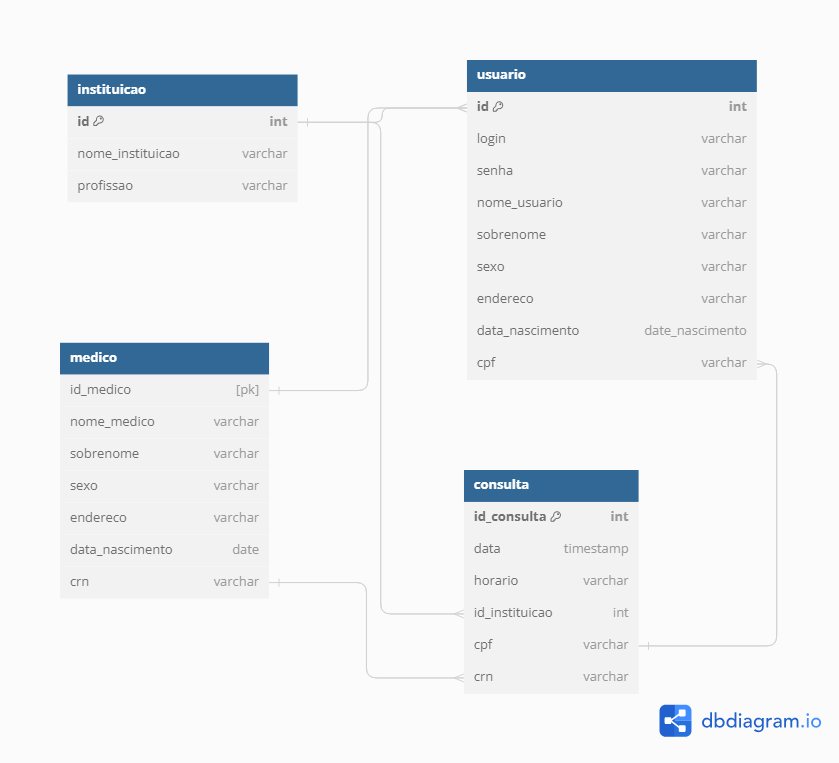 instituicao
id int
nome_instituicao varchar
profissao varchar
usuario
id int
login varchar
senha varchar
nome_usuario varchar
sobrenome varchar
sexo varchar
endereco varchar
data_nascimento date_nascimento
cpf varchar
medico
id_medico [pk]
nome_medico varchar
sobrenome varchar
sexo varchar
endereco varchar
data_nascimento date
crn varchar
consulta
id_consulta int
data timestamp
horario varchar
id_instituicao int
cpf varchar
crn varchar
dbdiagram.io